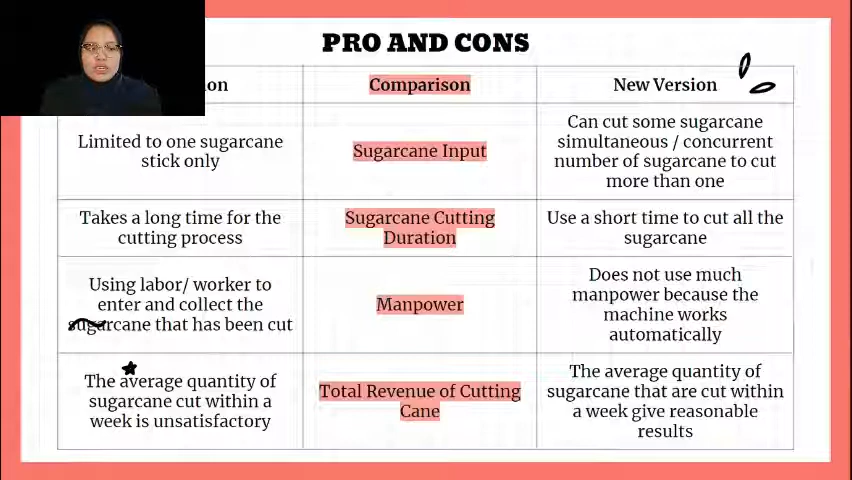 PRO AND CONS
Comparison
New Version
Limited to one sugarcane
stick only
Sugarcane Input
Can cut some sugarcane
simultaneous / concurrent
number of sugarcane to cut
more than one
Takes a long time for the
cutting process
Sugarcane Cutting
Duration
Use a short time to cut all the
sugarcane
Using labor/ worker to
enter and collect the
sugarcane that has been cut
Manpower
Does not use much
manpower because the
machine works
automatically
The average quantity of
sugarcane cut within a
week is unsatisfactory
Total Revenue of Cutting
Cane
The average quantity of
sugarcane that are cut within
a week give reasonable
results